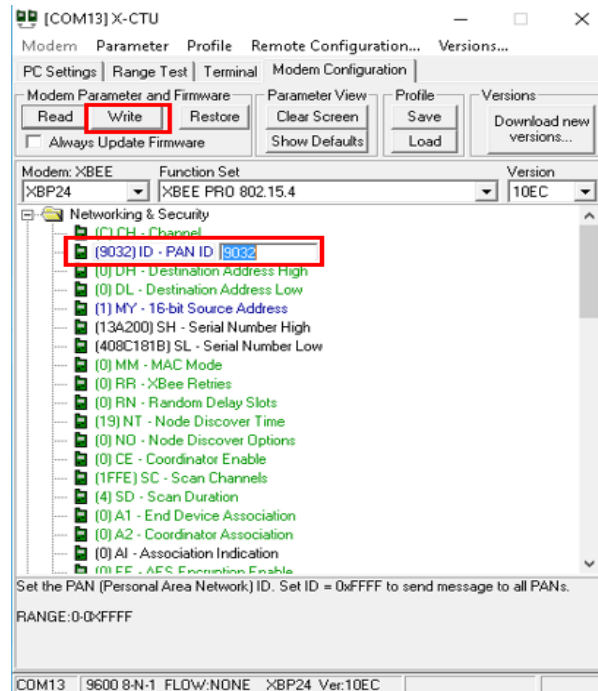 [COM13] X-CTU
Modem Parameter Profile Remote Configuration... Versions...
PC Settings Range Test Terminal Modem Configuration
Modem Parameter and Firmware Parameter View Profile Versions
Read Write Restore Clear Screen Save Download new versions...
Always Update Firmware Show Defaults Load
Modem: XBEE Function Set Version
XBP24 XBEE PRO 802.15.4 10EC
Networking & Security
(C) CH - Channel
(9032) ID - PAN ID 9032
(0) DH - Destination Address High
(0) DL - Destination Address Low
(1) MY - 16-bit Source Address
(13A200) SH - Serial Number High
(408C181B) SL - Serial Number Low
(0) MM - MAC Mode
(0) RR - XBee Retries
(0) RN - Random Delay Slots
(19) NT - Node Discover Time
(0) NO - Node Discover Options
(0) CE - Coordinator Enable
(1FFE) SC - Scan Channels
(4) SD - Scan Duration
(0) A1 - End Device Association
(0) A2 - Coordinator Association
(0) AI - Association Indication
(0) EE - AES Encryption Enable
Set the PAN (Personal Area Network) ID. Set ID = 0xFFFF to send message to all PANs.
RANGE:0-0XFFFF
COM13 9600 8-N-1 FLOW:NONE XBP24 Ver:10EC